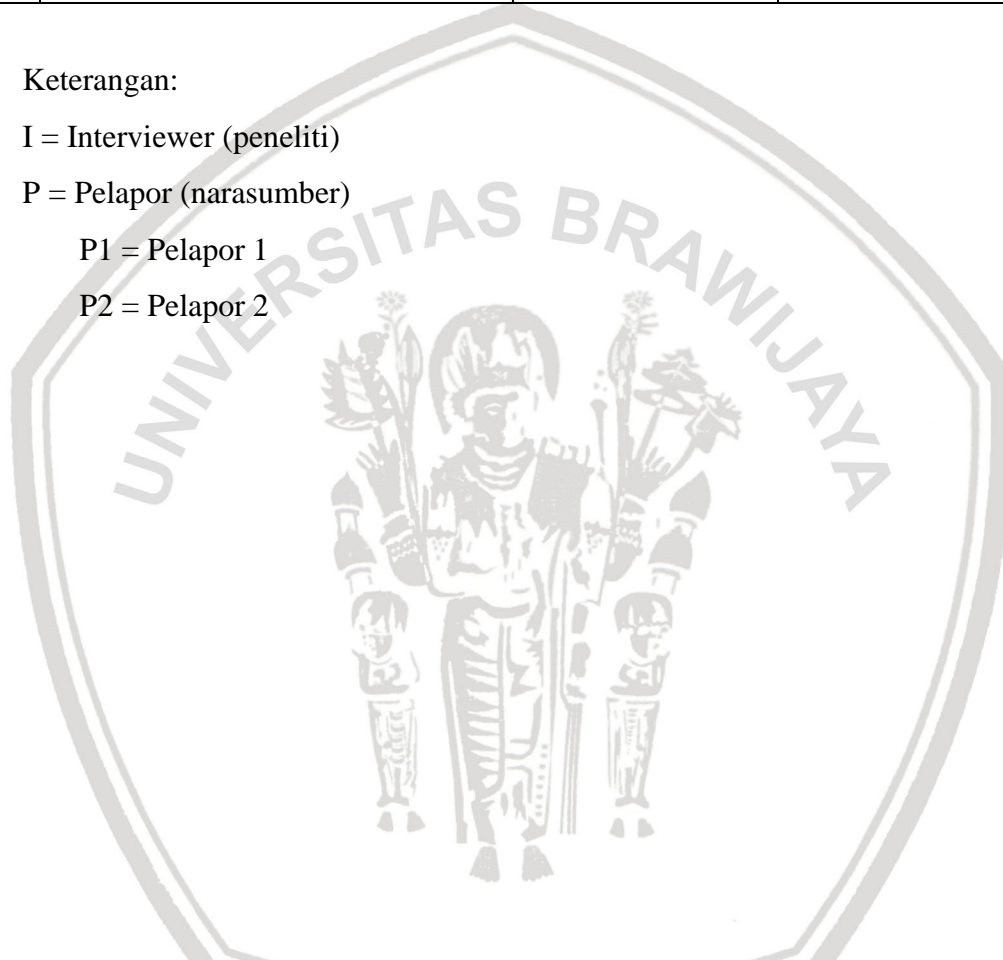 Keterangan:
I = Interviewer (peneliti)
P = Pelapor (narasumber)
P1 = Pelapor 1
P2 = Pelapor 2
UNIVERSITAS BRAWIJAYA